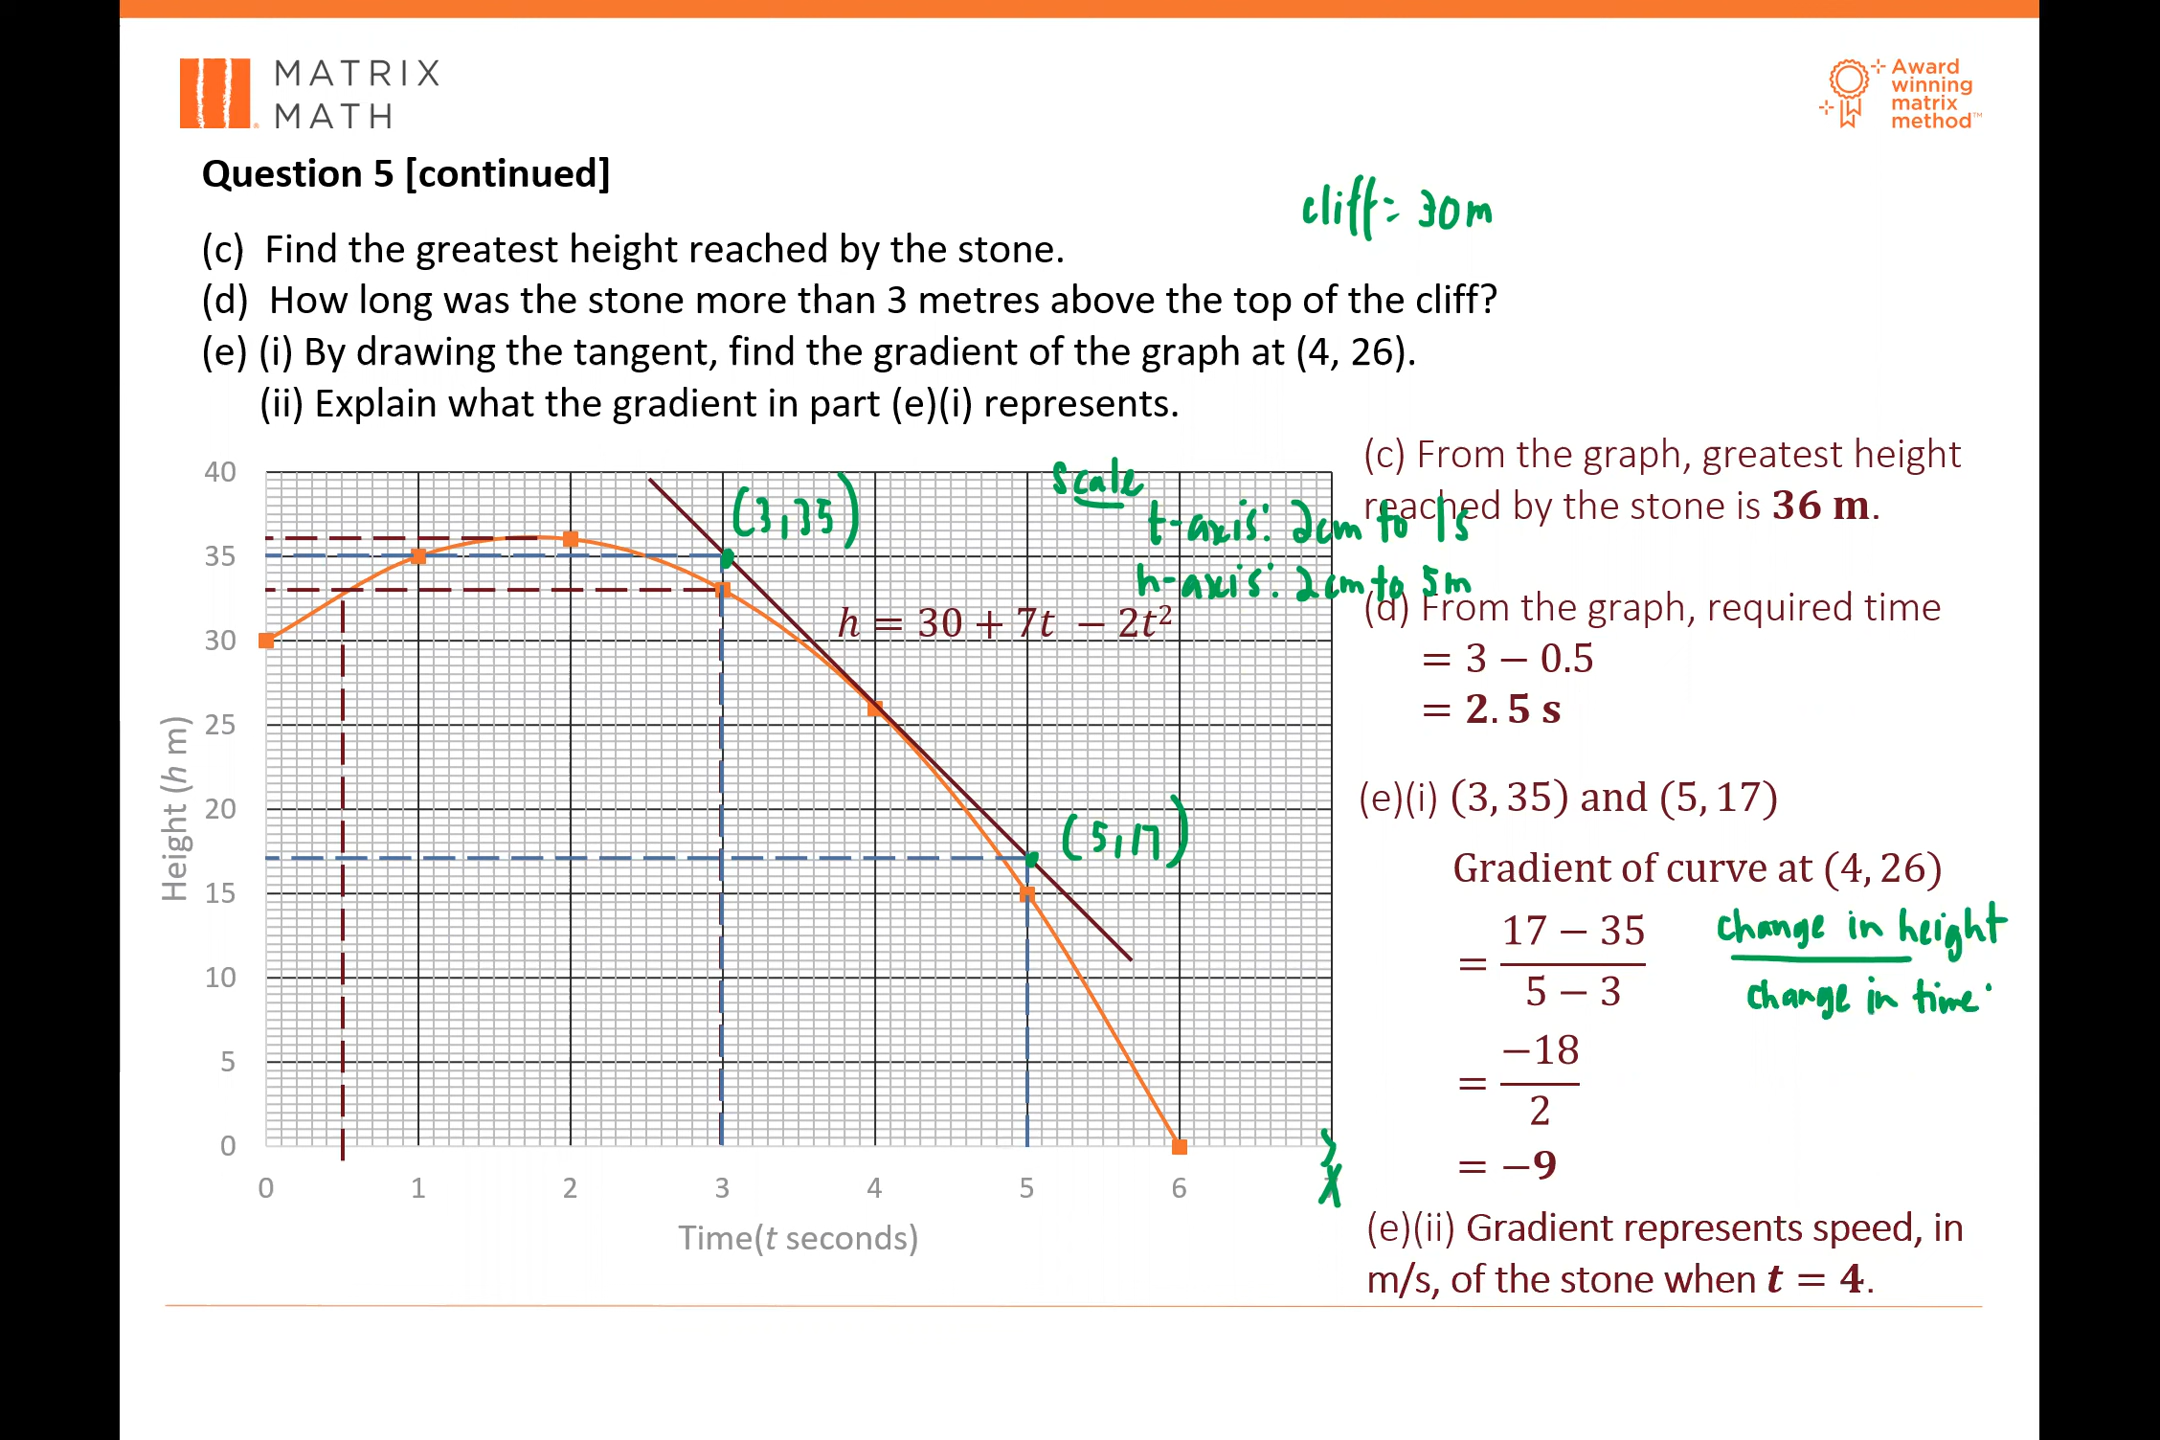 MATRIX
MATH
Award
winning
matrix
method™
Question 5 [continued]
cliff = 30m
(c) Find the greatest height reached by the stone.
(d) How long was the stone more than 3 metres above the top of the cliff?
(e) (i) By drawing the tangent, find the gradient of the graph at (4, 26).
(ii) Explain what the gradient in part (e)(i) represents.
40
35
30
25
20
15
10
5
0
Height (h m)
0 1 2 3 4 5 6
Time(t seconds)
(3,35)
scale
t-axis: 2cm to 1s
h-axis: 2cm to 5m
h = 30 + 7t − 2t²
(5,17)
x
(c) From the graph, greatest height
reached by the stone is 36 m.
(d) From the graph, required time
= 3 − 0.5
= 2.5 s
(e)(i) (3, 35) and (5, 17)
Gradient of curve at (4, 26)
= 17 − 35
5 − 3
change in height
change in time
= −18
2
= −9
(e)(ii) Gradient represents speed, in
m/s, of the stone when t = 4.